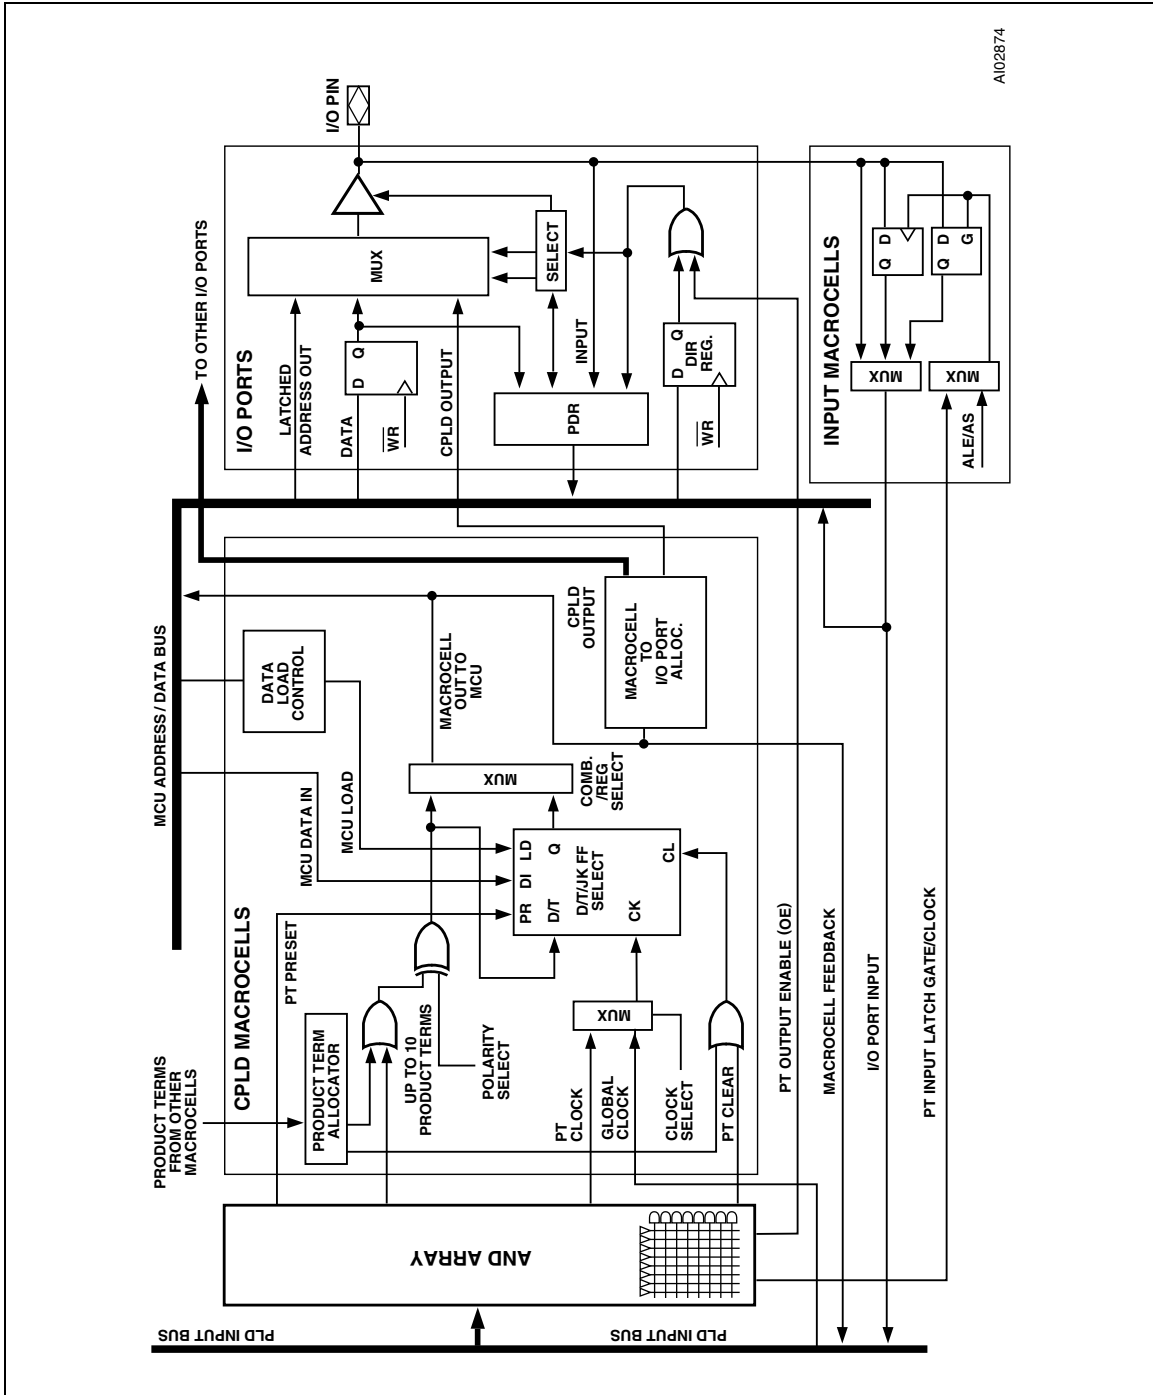 AI02874
PRODUCT TERMS
FROM OTHER
MACROCELLS
MCU ADDRESS / DATA BUS
TO OTHER I/O PORTS
CPLD MACROCELLS
I/O PORTS
PLD INPUT BUS
AND ARRAY
PT PRESET
PRODUCT TERM
ALLOCATOR
MCU DATA IN
MCU LOAD
DATA
LOAD
CONTROL
LATCHED
ADDRESS OUT
DATA
D Q
WR
MUX
I/O PIN
UP TO 10
PRODUCT TERMS
POLARITY
SELECT
PR DI LD
D/T Q
D/T/JK FF
SELECT
CK
CL
MUX
COMB.
/REG
SELECT
MACROCELL
OUT TO
MCU
CPLD OUTPUT
SELECT
PDR
INPUT
PLD INPUT BUS
PT
CLOCK
GLOBAL
CLOCK
MUX
CLOCK
SELECT
PT CLEAR
CPLD
OUTPUT
MACROCELL
TO
I/O PORT
ALLOC.
D Q
DIR
REG.
WR
PT OUTPUT ENABLE (OE)
MACROCELL FEEDBACK
I/O PORT INPUT
PT INPUT LATCH GATE/CLOCK
INPUT MACROCELLS
MUX
Q D
MUX
Q D
G
ALE/AS